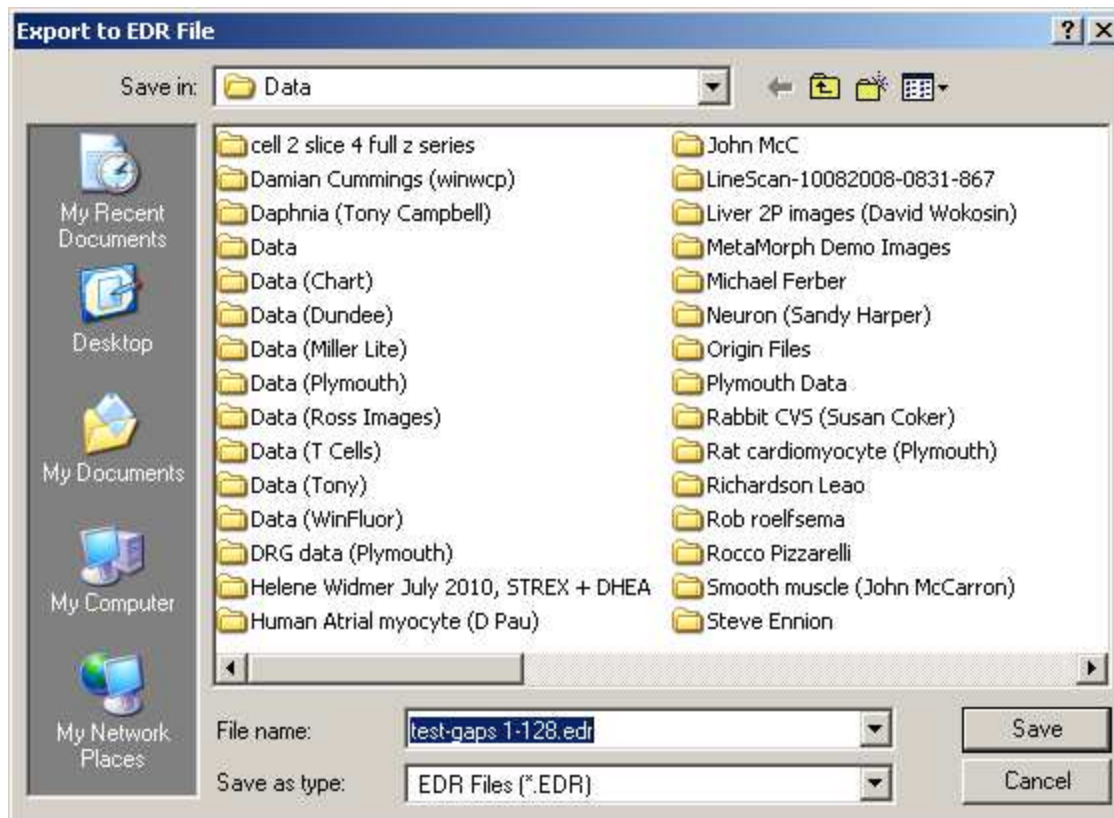 Export to EDR File
Save in: Data
My Recent
Documents
Desktop
My Documents
My Computer
My Network
Places
cell 2 slice 4 full z series
Damian Cummings (winwcp)
Daphnia (Tony Campbell)
Data
Data (Chart)
Data (Dundee)
Data (Miller Lite)
Data (Plymouth)
Data (Ross Images)
Data (T Cells)
Data (Tony)
Data (WinFluor)
DRG data (Plymouth)
Helene Widmer July 2010, STREX + DHEA
Human Atrial myocyte (D Pau)
John McC
LineScan-10082008-0831-867
Liver 2P images (David Wokosin)
MetaMorph Demo Images
Michael Ferber
Neuron (Sandy Harper)
Origin Files
Plymouth Data
Rabbit CVS (Susan Coker)
Rat cardiomyocyte (Plymouth)
Richardson Leao
Rob roelfsema
Rocco Pizzarelli
Smooth muscle (John McCarron)
Steve Ennion
File name: test-gaps 1-128.edr Save
Save as type: EDR Files (*.EDR) Cancel